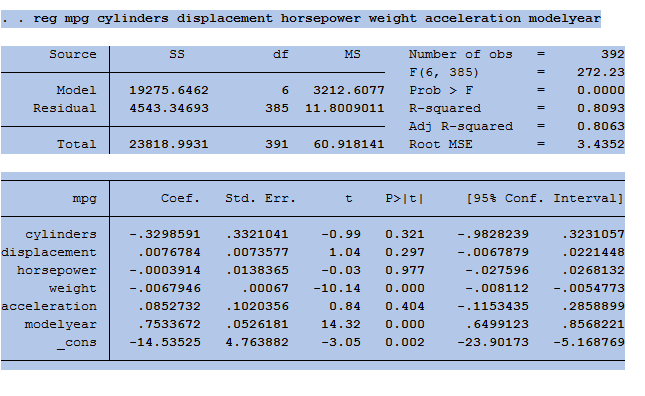 . . reg mpg cylinders displacement horsepower weight acceleration modelyear
Source SS df MS Number of obs = 392
F(6, 385) = 272.23
Model 19275.6462 6 3212.6077 Prob > F = 0.0000
Residual 4543.34693 385 11.8009011 R-squared = 0.8093
Adj R-squared = 0.8063
Total 23818.9931 391 60.918141 Root MSE = 3.4352
mpg Coef. Std. Err. t P>|t| [95% Conf. Interval]
cylinders -.3298591 .3321041 -0.99 0.321 -.9828239 .3231057
displacement .0076784 .0073577 1.04 0.297 -.0067879 .0221448
horsepower -.0003914 .0138365 -0.03 0.977 -.027596 .0268132
weight -.0067946 .00067 -10.14 0.000 -.008112 -.0054773
acceleration .0852732 .1020356 0.84 0.404 -.1153435 .2858899
modelyear .7533672 .0526181 14.32 0.000 .6499123 .8568221
_cons -14.53525 4.763882 -3.05 0.002 -23.90173 -5.168769